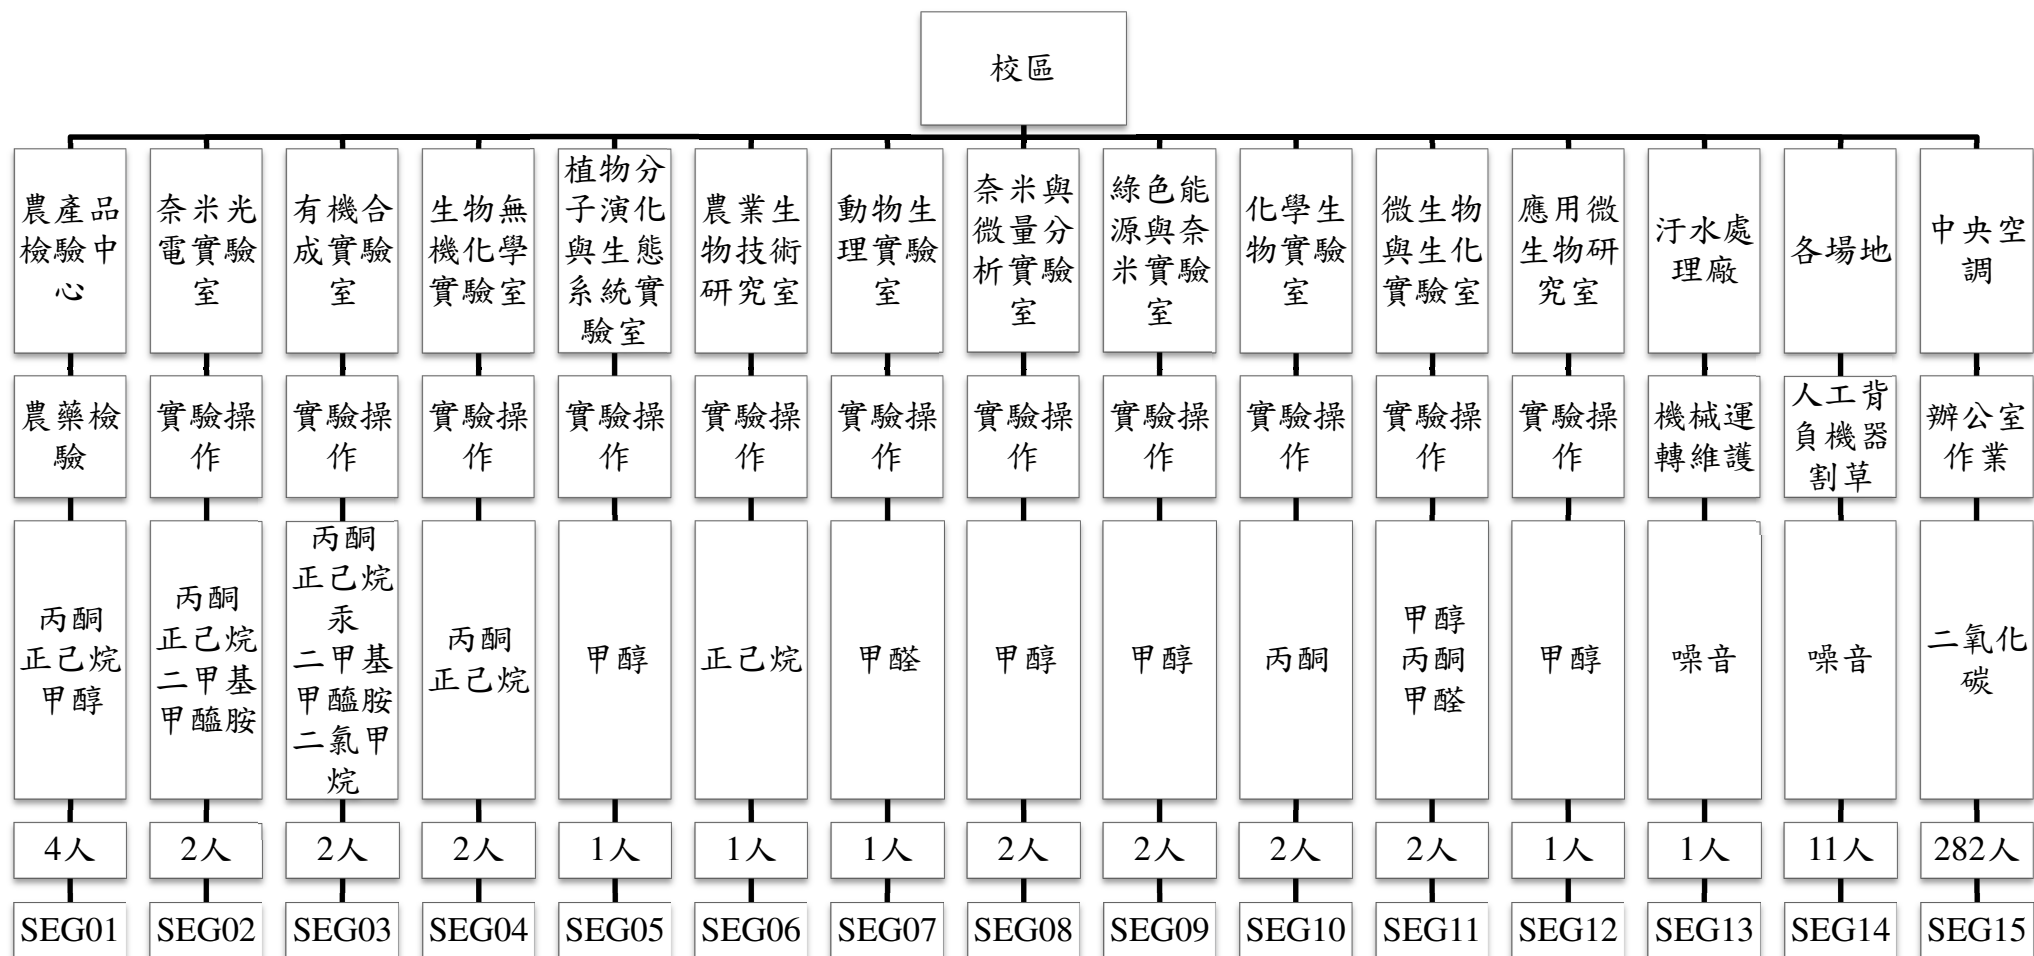 校區
農產品
檢驗中
心
奈米光
電實驗
室
有機合
成實驗
室
生物無
機化學
實驗室
植物分
子演化
與生態
系統實
驗室
農業生
物技術
研究室
動物生
理實驗
室
奈米與
微量分
析實驗
室
綠色能
源與奈
米實驗
室
化學生
物實驗
室
微生物
與生化
實驗室
應用微
生物研
究室
汙水處
理廠
各場地
中央空
調
農藥檢
驗
實驗操
作
實驗操
作
實驗操
作
實驗操
作
實驗操
作
實驗操
作
實驗操
作
實驗操
作
實驗操
作
實驗操
作
實驗操
作
機械運
轉維護
人工背
負機器
割草
辦公室
作業
丙酮
正己烷
甲醇
丙酮
正己烷
二甲基
甲醯胺
丙酮
正己烷
汞
二甲基
甲醯胺
二氯甲
烷
丙酮
正己烷
甲醇
正己烷
甲醛
甲醇
甲醇
丙酮
甲醇
丙酮
甲醛
甲醇
噪音
噪音
二氧化
碳
4人
2人
2人
2人
1人
1人
1人
2人
2人
2人
2人
1人
1人
11人
282人
SEG01
SEG02
SEG03
SEG04
SEG05
SEG06
SEG07
SEG08
SEG09
SEG10
SEG11
SEG12
SEG13
SEG14
SEG15